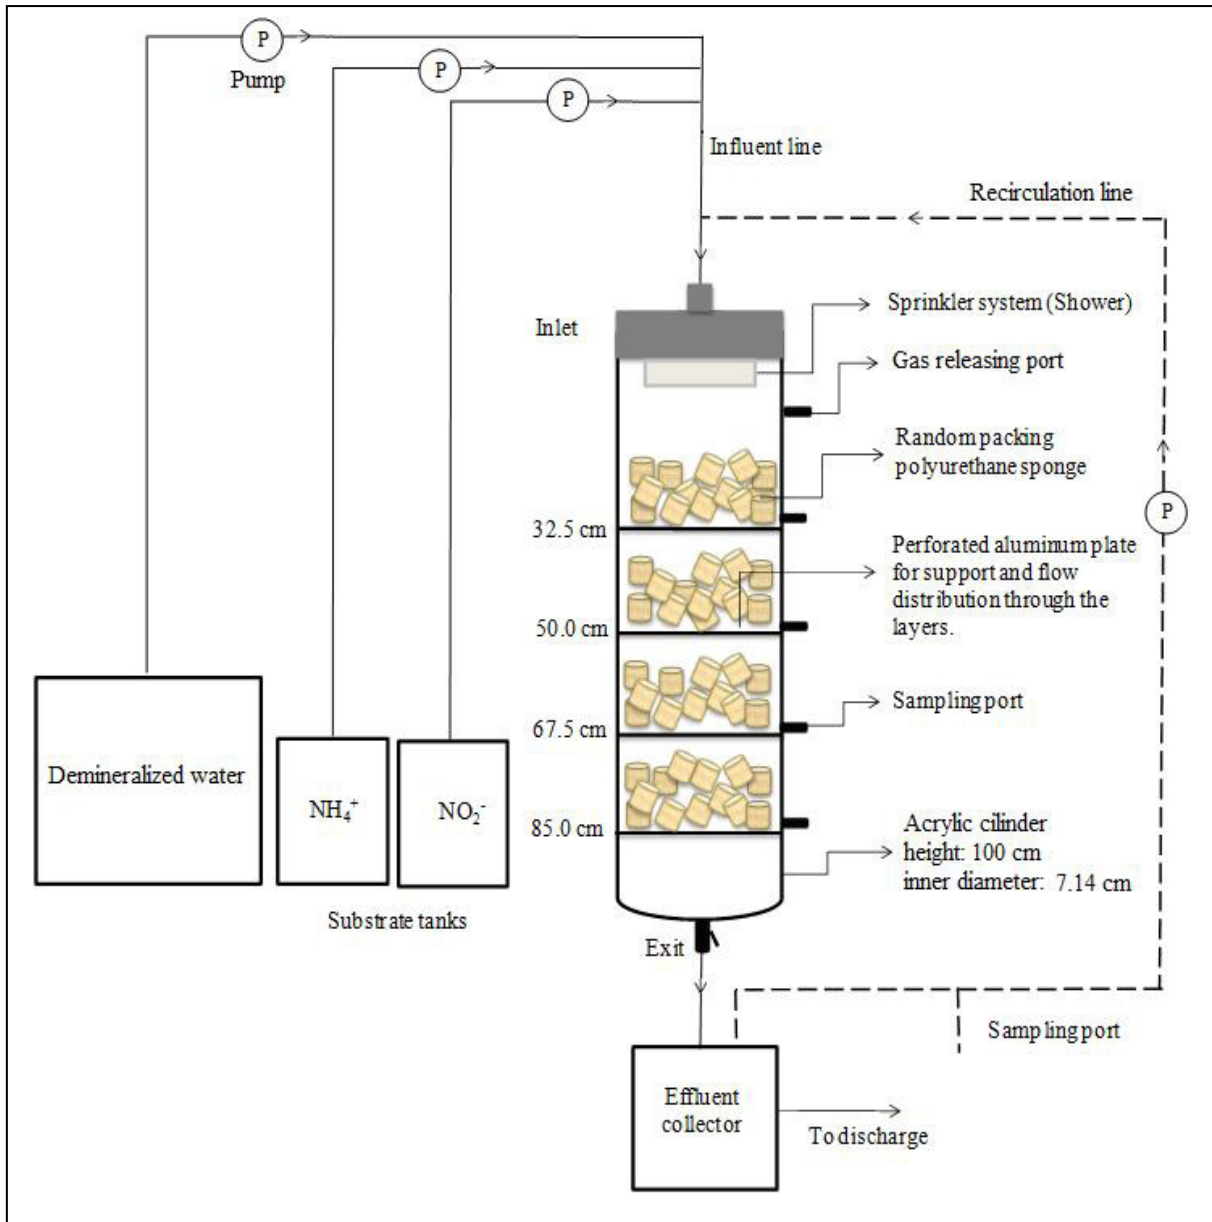 P
Pump
P
P
Influent line
Recirculation line
Inlet
Sprinkler system (Shower)
Gas releasing port
Random packing
polyurethane sponge
P
32.5 cm
Perforated aluminum plate
for support and flow
distribution through the
layers.
50.0 cm
Sampling port
67.5 cm
Demineralized water
NH₄⁺
NO₂⁻
85.0 cm
Acrylic cilinder
height: 100 cm
inner diameter: 7.14 cm
Substrate tanks
Exit
Sampling port
Effluent
collector
To discharge